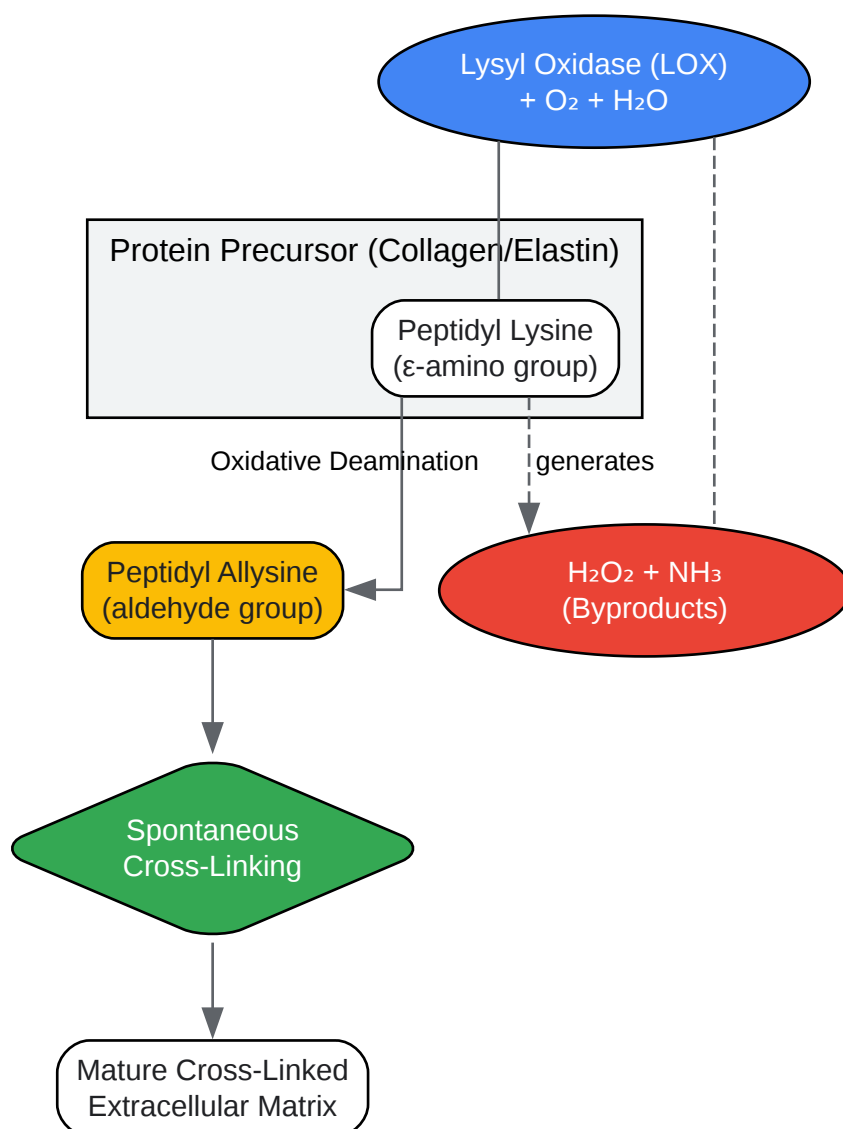 Lysyl Oxidase (LOX)
+ O₂ + H₂O
Protein Precursor (Collagen/Elastin)
Peptidyl Lysine
(ε-amino group)
Oxidative Deamination
generates
Peptidyl Allysine
(aldehyde group)
H₂O₂ + NH₃
(Byproducts)
Spontaneous
Cross-Linking
Mature Cross-Linked
Extracellular Matrix